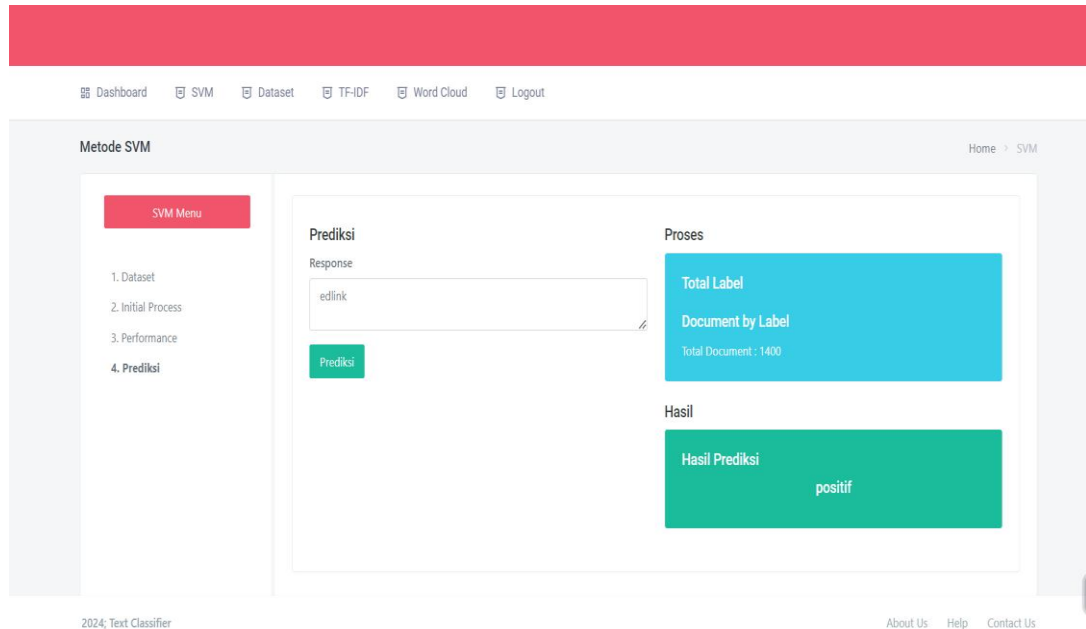 Dashboard SVM Dataset TF-IDF Word Cloud Logout
Metode SVM
Home > SVM
SVM Menu
1. Dataset
2. Initial Process
3. Performance
4. Prediksi
Prediksi
Response
edlink
Prediksi
Proses
Total Label
Document by Label
Total Document : 1400
Hasil
Hasil Prediksi
positif
2024; Text Classifier
About Us Help Contact Us